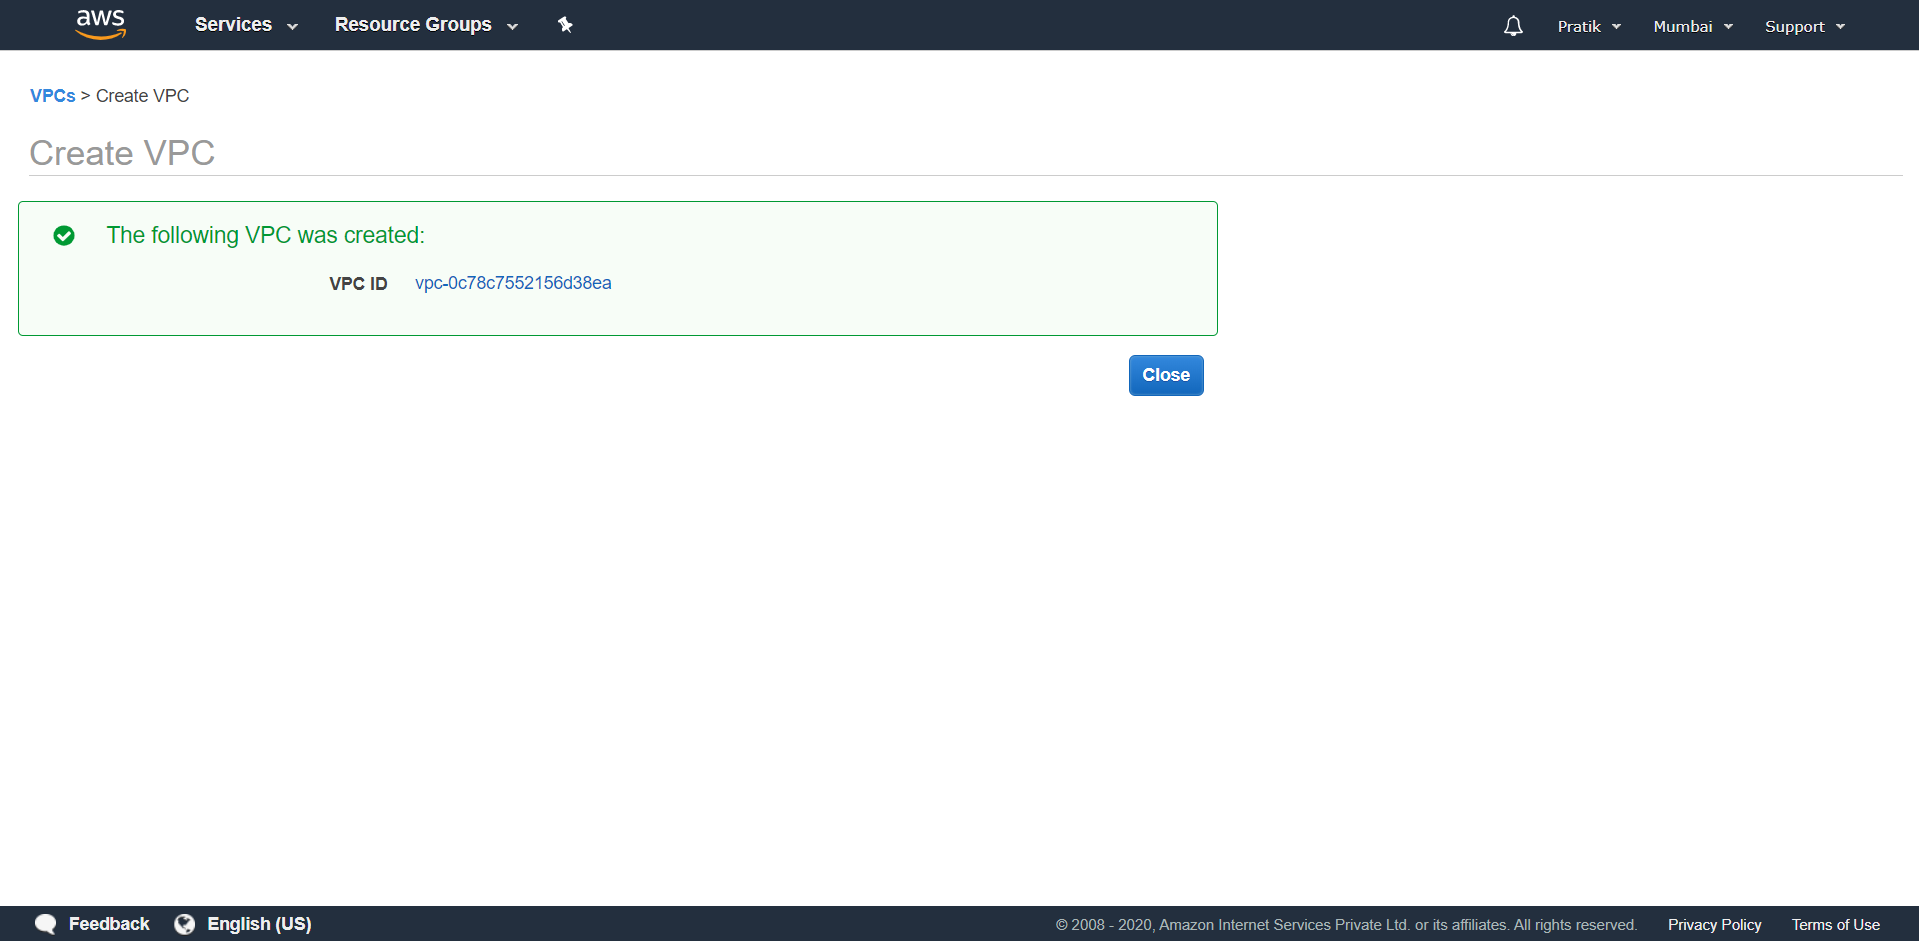 aws Services Resource Groups Pratik Mumbai Support
VPCs > Create VPC
Create VPC
The following VPC was created:
VPC ID vpc-0c78c7552156d38ea
Close
Feedback English (US) © 2008 - 2020, Amazon Internet Services Private Ltd. or its affiliates. All rights reserved. Privacy Policy Terms of Use